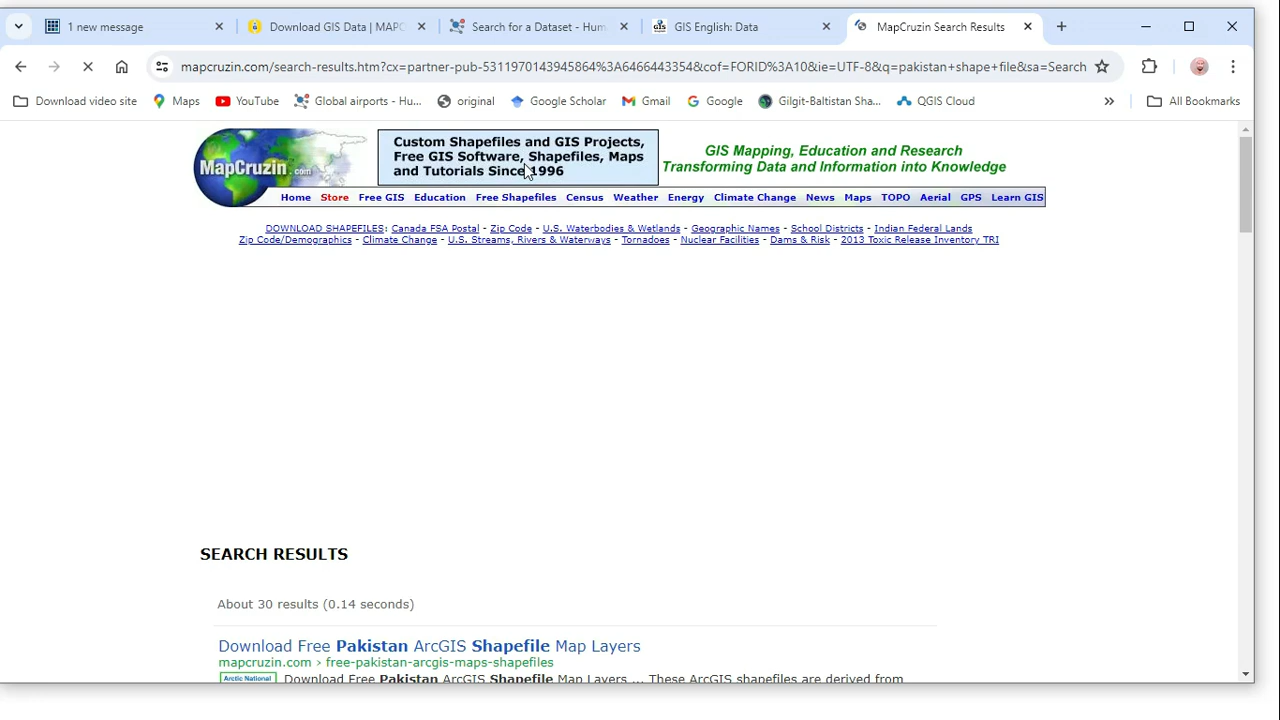 1 new message
Download GIS Data | MAPC
Search for a Dataset - Hum
GIS English: Data
MapCruzin Search Results
mapcruzin.com/search-results.htm?cx=partner-pub-5311970143945864%3A6466443354&cof=FORID%3A10&ie=UTF-8&q=pakistan+shape+file&sa=Search
Download video site
Maps
YouTube
Global airports - Hu...
original
Google Scholar
Gmail
Google
Gilgit-Baltistan Sha...
QGIS Cloud
All Bookmarks
MapCruzin.com
Custom Shapefiles and GIS Projects,
Free GIS Software, Shapefiles, Maps
and Tutorials Since 1996
GIS Mapping, Education and Research
Transforming Data and Information into Knowledge
Home Store Free GIS Education Free Shapefiles Census Weather Energy Climate Change News Maps TOPO Aerial GPS Learn GIS
DOWNLOAD SHAPEFILES: Canada FSA Postal - Zip Code - U.S. Waterbodies & Wetlands - Geographic Names - School Districts - Indian Federal Lands
Zip Code/Demographics - Climate Change - U.S. Streams, Rivers & Waterways - Tornadoes - Nuclear Facilities - Dams & Risk - 2013 Toxic Release Inventory TRI
SEARCH RESULTS
About 30 results (0.14 seconds)
Download Free Pakistan ArcGIS Shapefile Map Layers
mapcruzin.com › free-pakistan-arcgis-maps-shapefiles
Arctic National
Download Free Pakistan ArcGIS Shapefile Map Layers ... These ArcGIS shapefiles are derived from